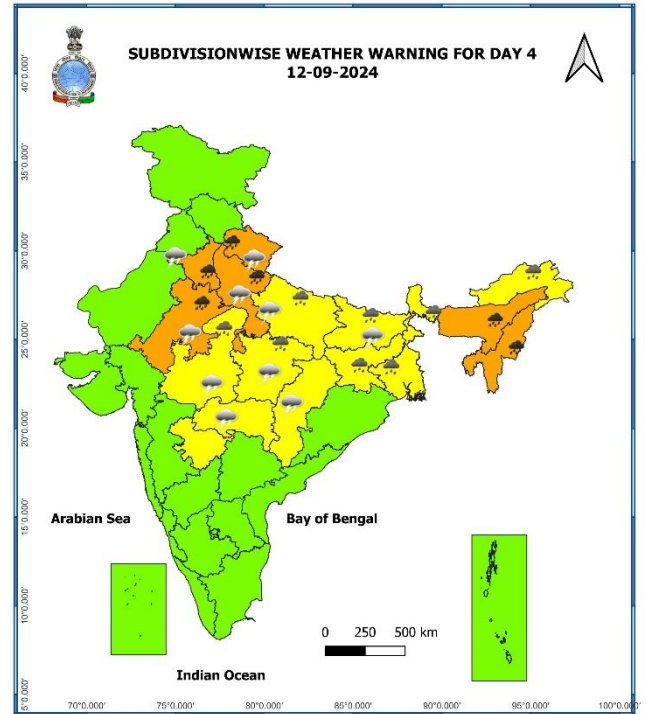 SUBDIVISIONWISE WEATHER WARNING FOR DAY 4
12-09-2024
40°0.000'
35°0.000'
30°0.000'
25°0.000'
20°0.000'
15°0.000'
10°0.000'
5°0.000'
Arabian Sea
Bay of Bengal
0 250 500 km
Indian Ocean
70°0.000' 75°0.000' 80°0.000' 85°0.000' 90°0.000' 95°0.000' 100°0.000'